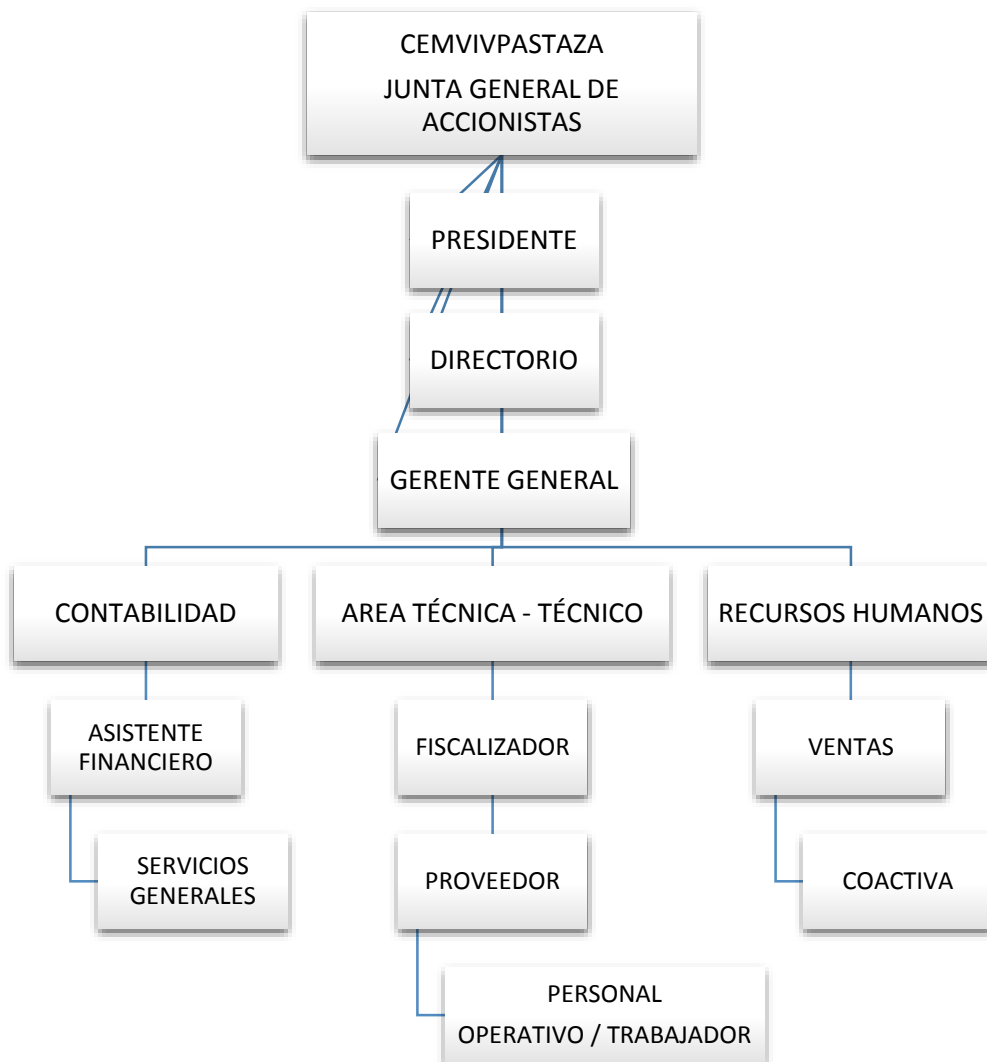 CEMVIVPASTAZA
JUNTA GENERAL DE
ACCIONISTAS
PRESIDENTE
DIRECTORIO
GERENTE GENERAL
CONTABILIDAD
AREA TÉCNICA - TÉCNICO
RECURSOS HUMANOS
ASISTENTE
FINANCIERO
FISCALIZADOR
VENTAS
SERVICIOS
GENERALES
PROVEEDOR
COACTIVA
PERSONAL
OPERATIVO / TRABAJADOR